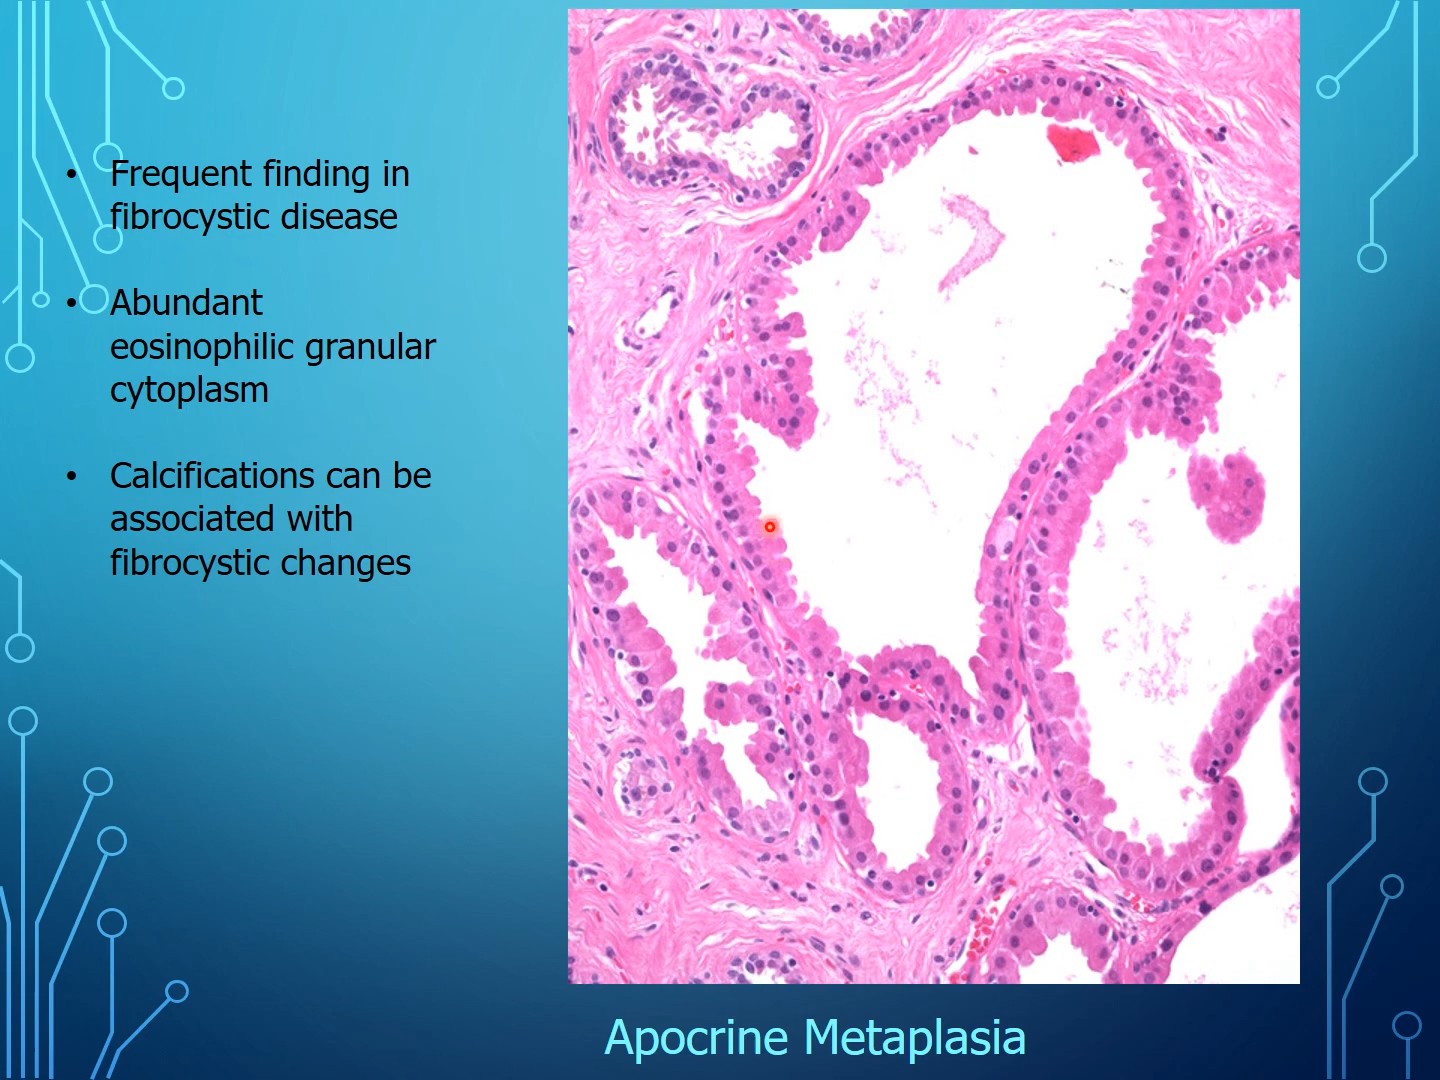 • Frequent finding in
fibrocystic disease
• Abundant
eosinophilic granular
cytoplasm
• Calcifications can be
associated with
fibrocystic changes
Apocrine Metaplasia